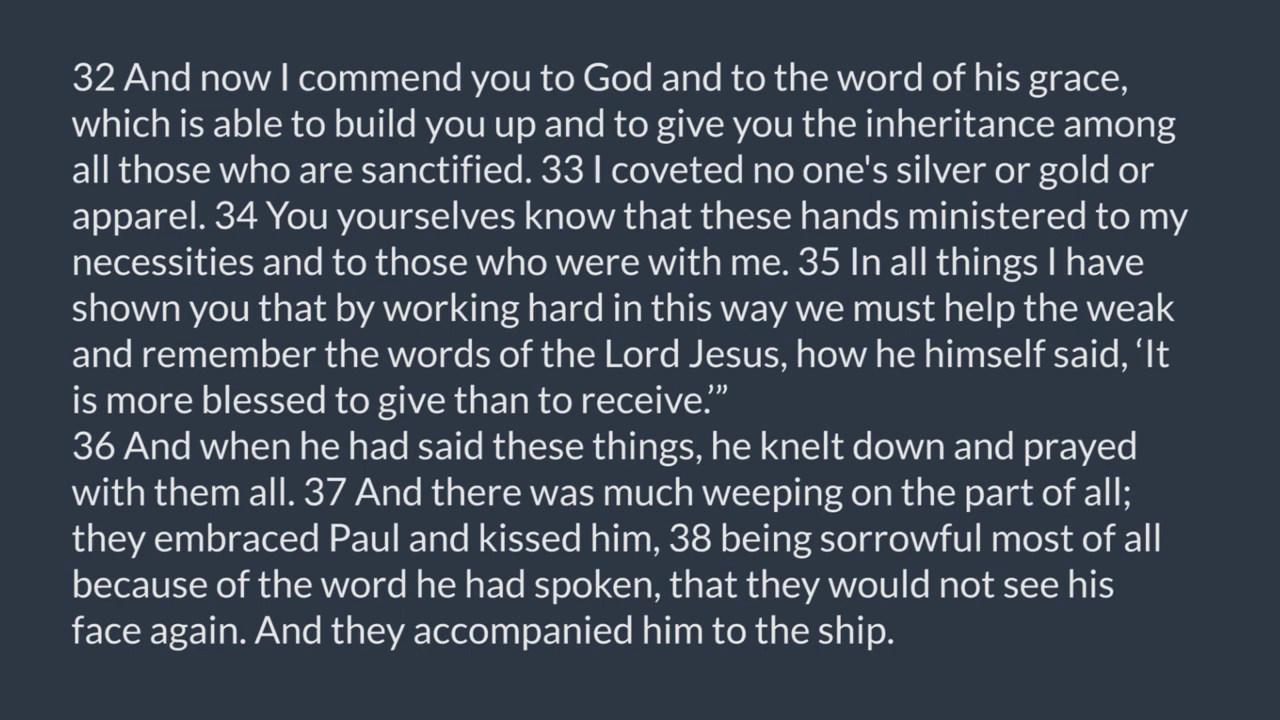 32 And now I commend you to God and to the word of his grace,
which is able to build you up and to give you the inheritance among
all those who are sanctified. 33 I coveted no one's silver or gold or
apparel. 34 You yourselves know that these hands ministered to my
necessities and to those who were with me. 35 In all things I have
shown you that by working hard in this way we must help the weak
and remember the words of the Lord Jesus, how he himself said, ‘It
is more blessed to give than to receive.’”
36 And when he had said these things, he knelt down and prayed
with them all. 37 And there was much weeping on the part of all;
they embraced Paul and kissed him, 38 being sorrowful most of all
because of the word he had spoken, that they would not see his
face again. And they accompanied him to the ship.